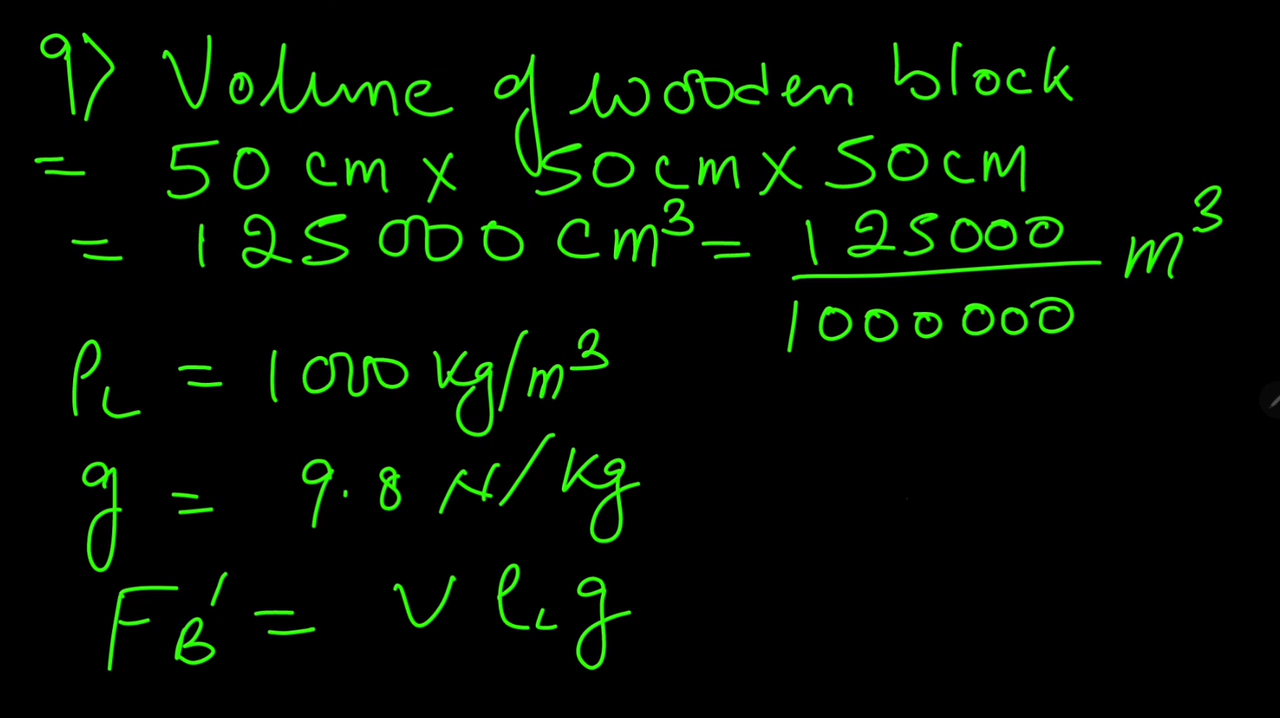 9) Volume of wooden block
= 50 cm x 50 cm x 50 cm
= 125000 cm³ = 125000/1000000 m³
ρL = 1000 kg/m³
g = 9.8 N/kg
FB' = V ρL g